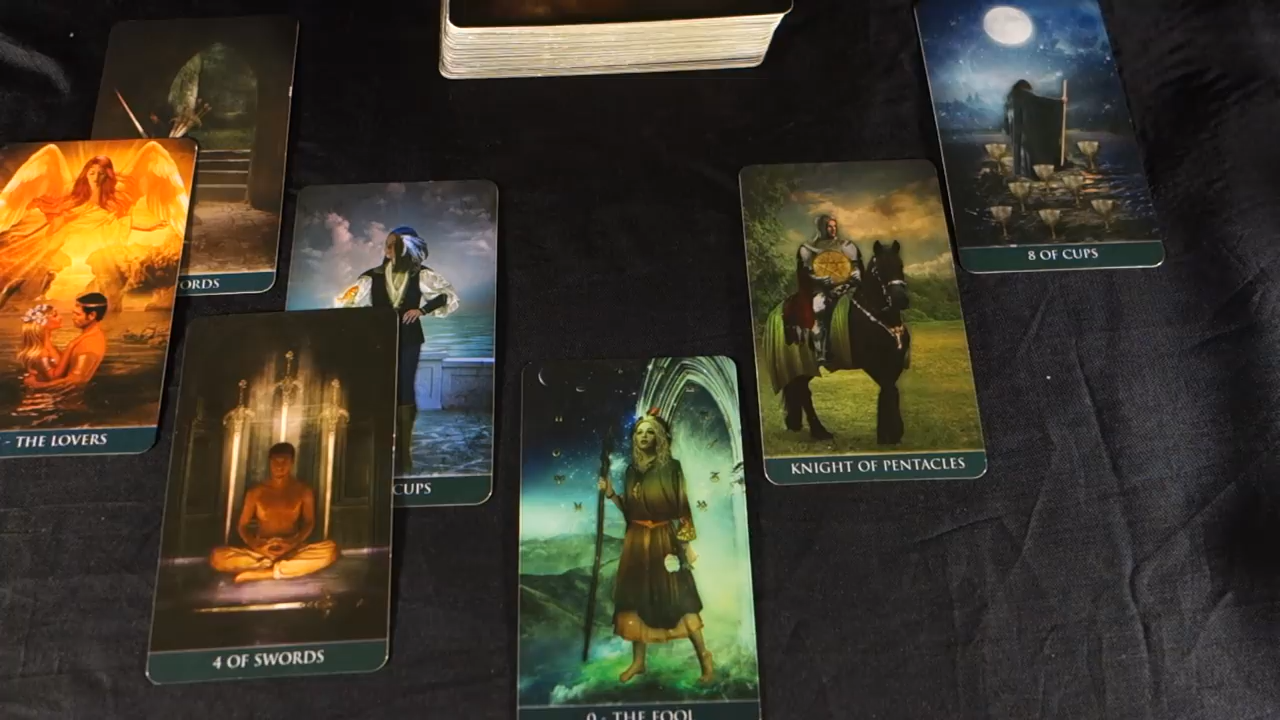 8 OF CUPS
ORDS
- THE LOVERS
KNIGHT OF PENTACLES
CUPS
4 OF SWORDS
0 - THE FOOL